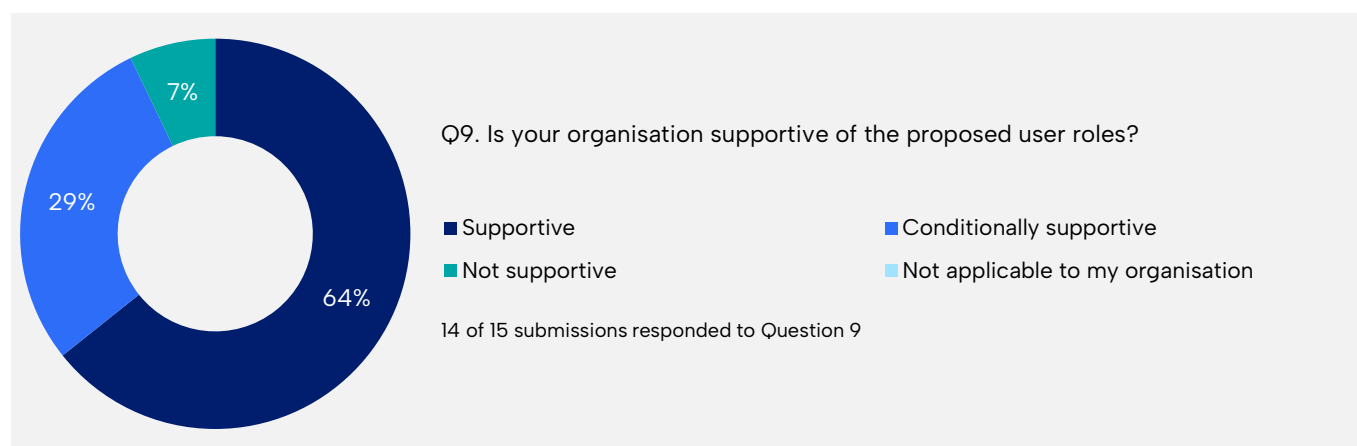 7%
29%
64%
Q9. Is your organisation supportive of the proposed user roles?
Supportive
Conditionally supportive
Not supportive
Not applicable to my organisation
14 of 15 submissions responded to Question 9